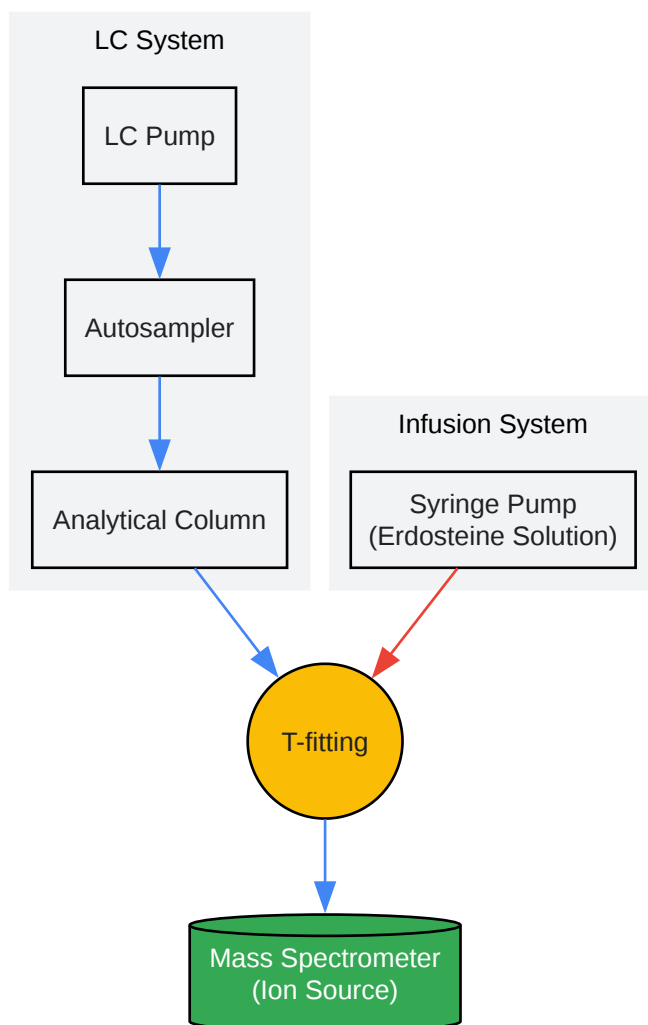 LC System
LC Pump
Autosampler
Analytical Column
Infusion System
Syringe Pump
(Erdosteine Solution)
T-fitting
Mass Spectrometer
(Ion Source)